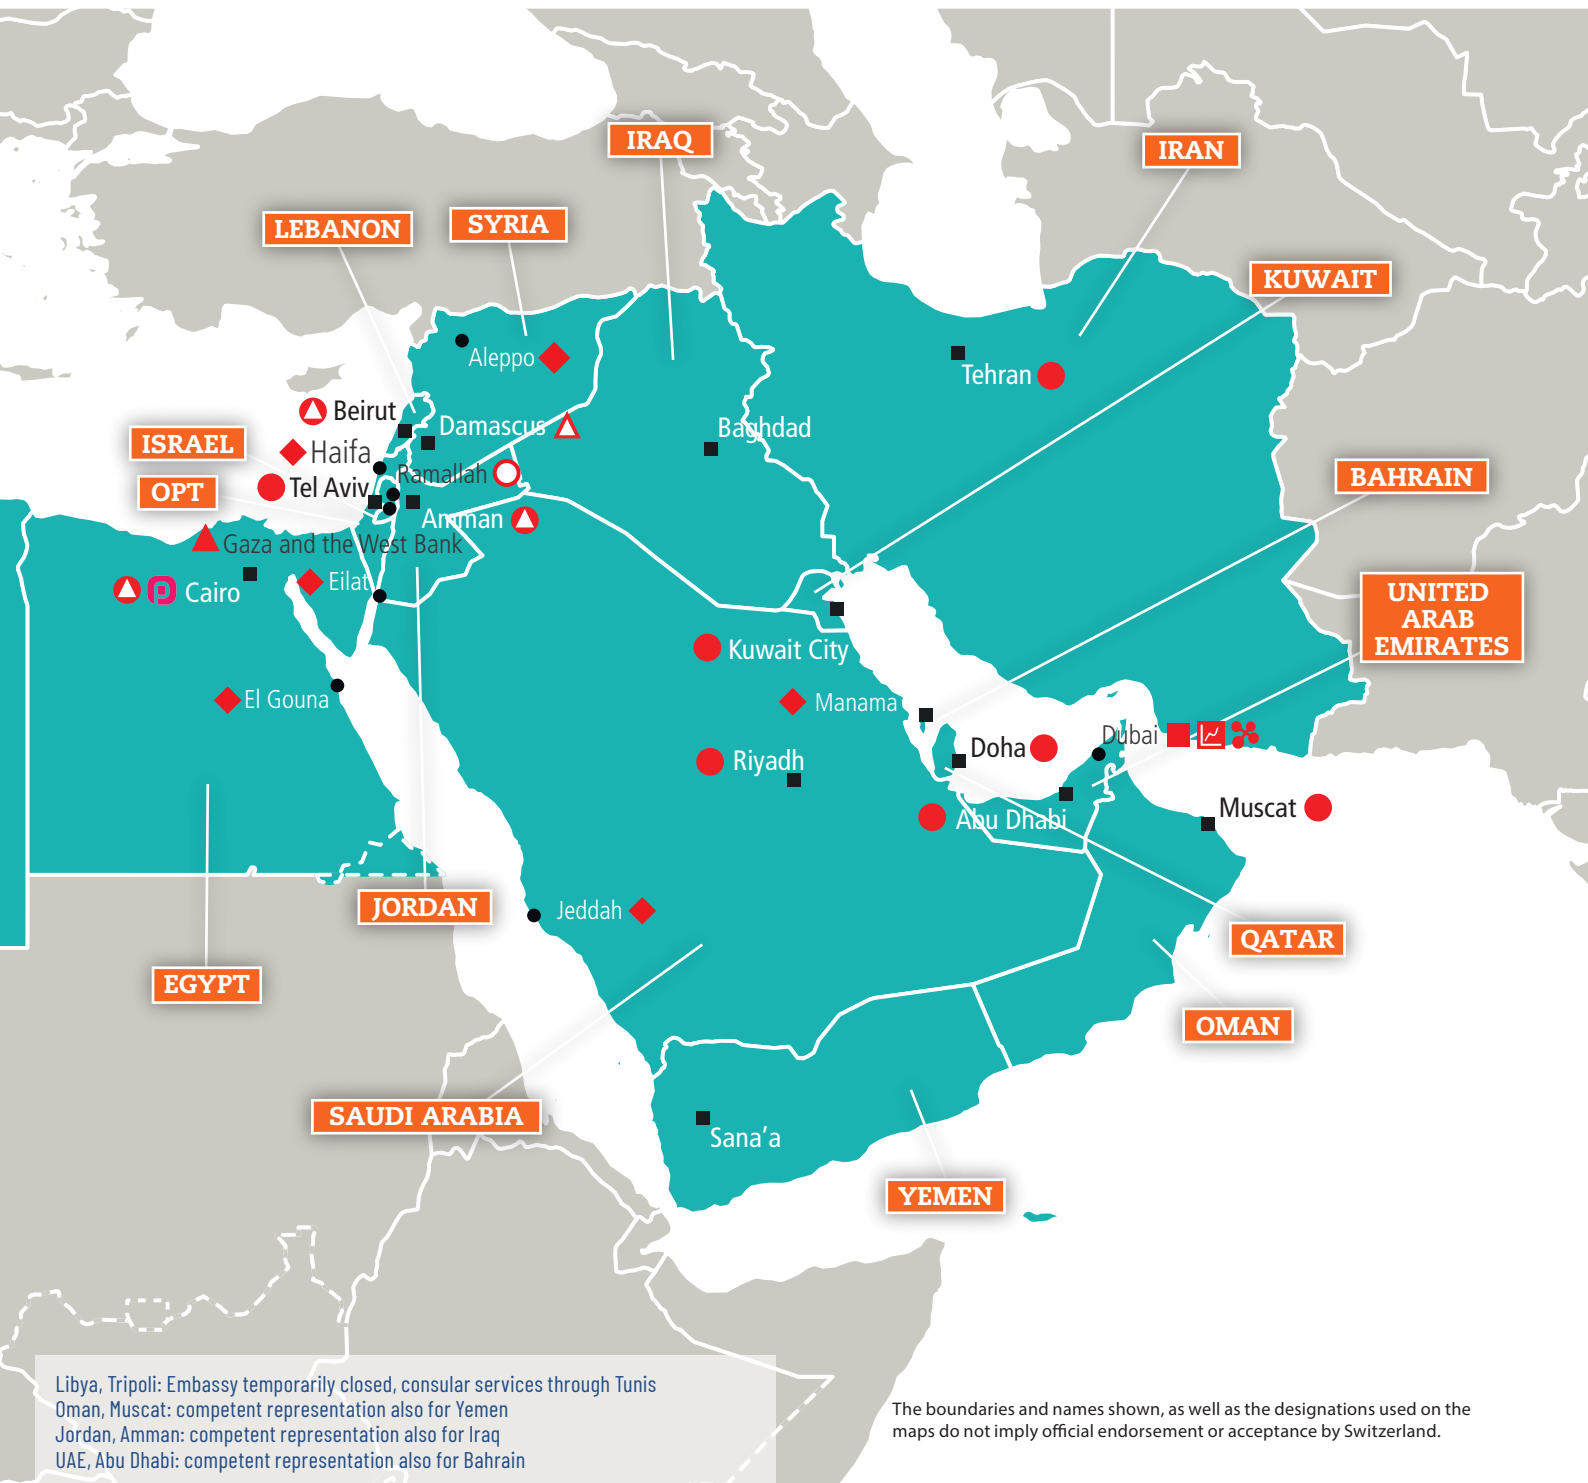 IRAQ
IRAN
LEBANON
SYRIA
KUWAIT
Aleppo
Tehran
Beirut
Damascus
Baghdad
ISRAEL
Haifa
Ramallah
BAHRAIN
OPT
Tel Aviv
Amman
Gaza and the West Bank
Cairo
Eilat
UNITED
ARAB
EMIRATES
Kuwait City
El Gouna
Manama
Dubai
Doha
Riyadh
Muscat
Abu Dhabi
JORDAN
Jeddah
QATAR
EGYPT
OMAN
SAUDI ARABIA
Sana’a
YEMEN
Libya, Tripoli: Embassy temporarily closed, consular services through Tunis
Oman, Muscat: competent representation also for Yemen
Jordan, Amman: competent representation also for Iraq
UAE, Abu Dhabi: competent representation also for Bahrain
The boundaries and names shown, as well as the designations used on the
maps do not imply official endorsement or acceptance by Switzerland.